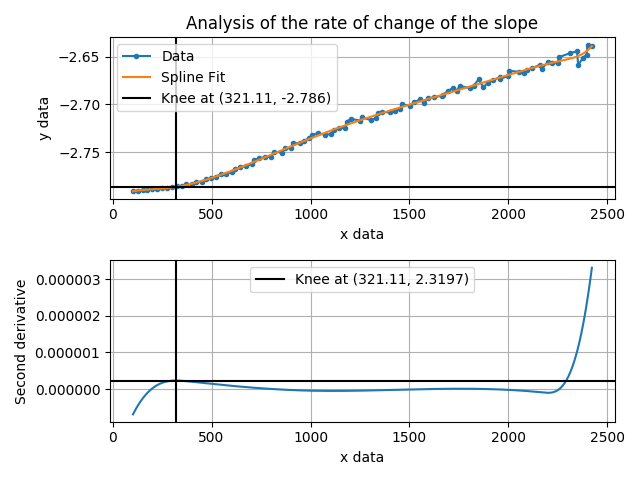 Analysis of the rate of change of the slope
−2.65
−2.70
−2.75
y data
Data
Spline Fit
Knee at (321.11, -2.786)
0
500
1000
1500
2000
2500
x data
0.000003
0.000002
0.000001
0.000000
Second derivative
Knee at (321.11, 2.3197)
0
500
1000
1500
2000
2500
x data